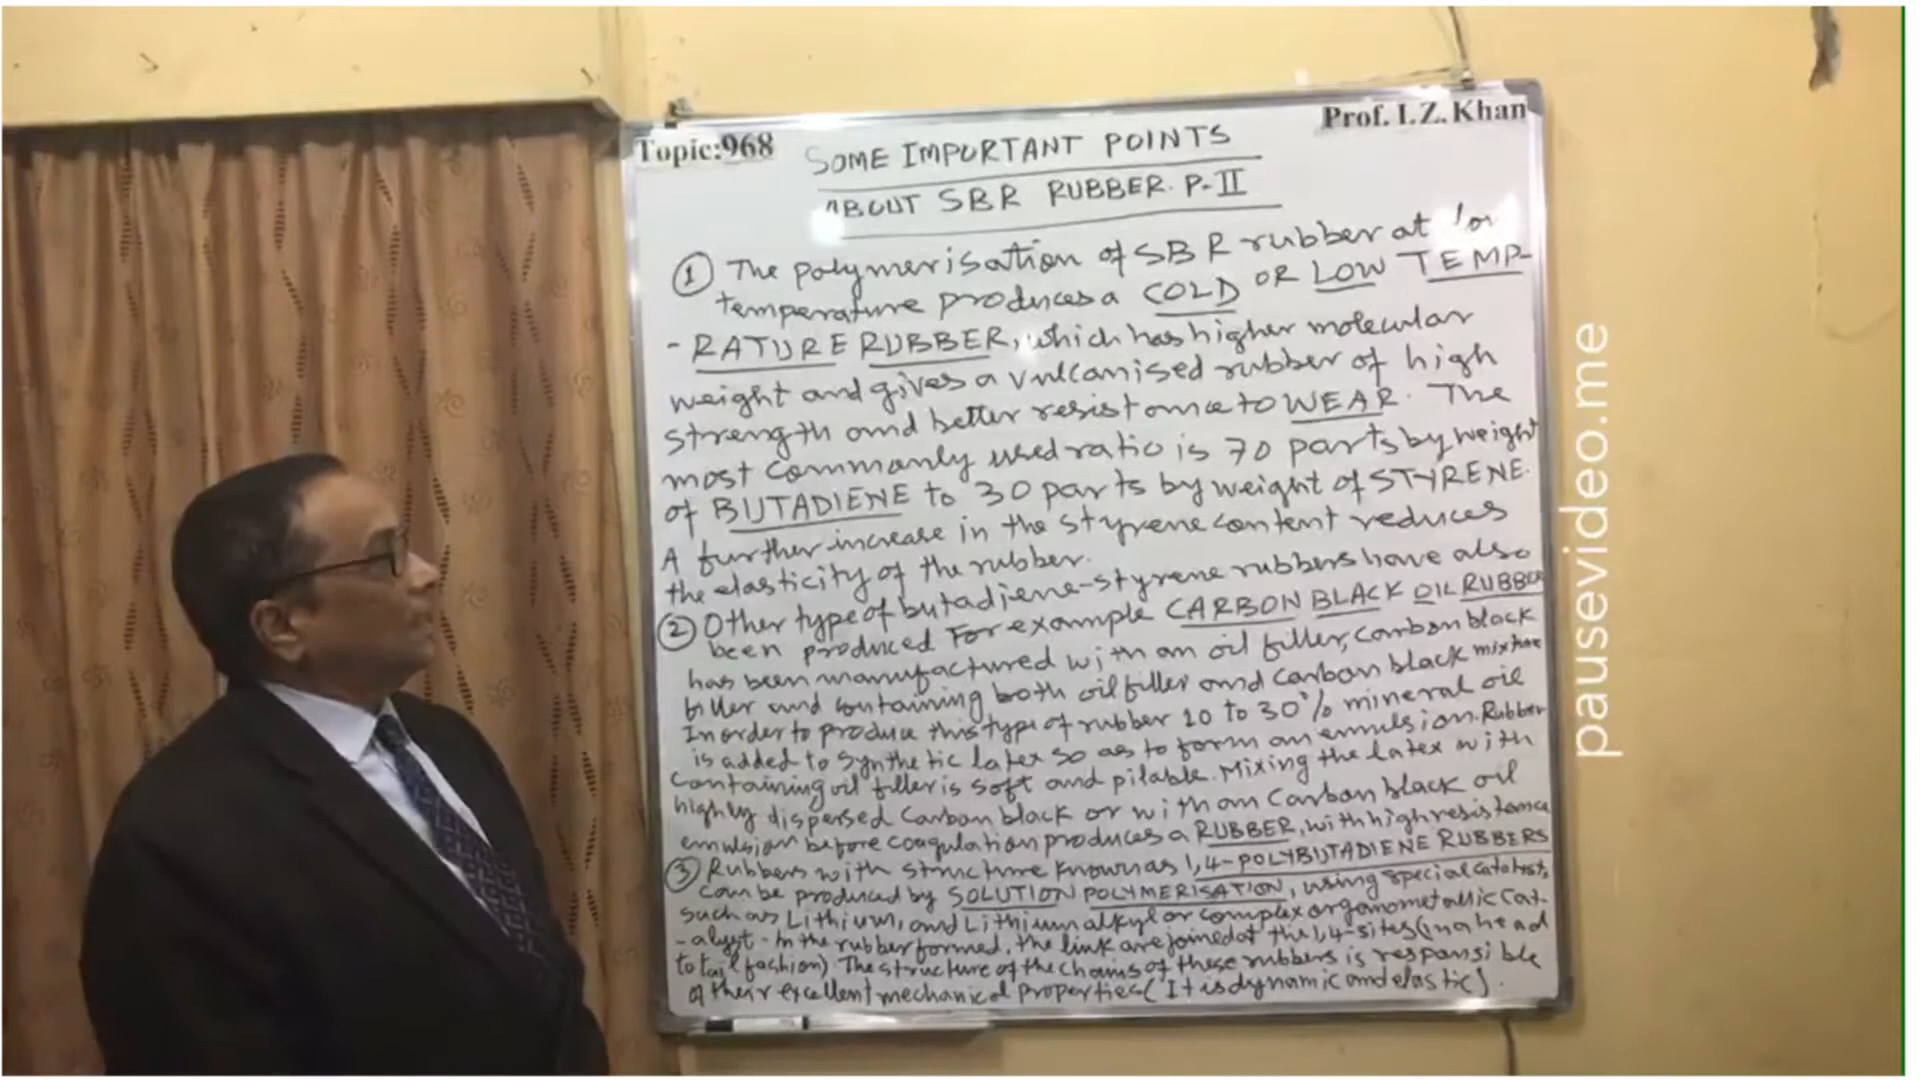 Topic:968
Prof. I.Z. Khan
SOME IMPORTANT POINTS
ABOUT SBR RUBBER. P-II
① The polymerisation of SBR rubber at low
temperature produces a COLD OR LOW TEMP-
- RATURE RUBBER, which has higher molecular
weight and gives a vulcanised rubber of high
strength and better resistance to WEAR. The
most commonly used ratio is 70 parts by weight
of BUTADIENE to 30 parts by weight of STYRENE.
A further increase in the styrene content reduces
the elasticity of the rubber.
② Other type of butadiene-styrene rubbers have also
been produced For example CARBON BLACK OIL RUBBER
has been manufactured with an oil filler, Carbon black
filler and containing both oil filler and Carbon black mixture
In order to produce this type of rubber 20 to 30% mineral oil
is added to synthetic latex so as to form an emulsion. Rubber
containing oil filler is soft and pilable. Mixing the latex with
highly dispersed Carbon black or with an Carbon black oil
emulsion before coagulation produces a RUBBER, with high resistance
③ Rubbers with structure known as 1,4-POLYBUTADIENE RUBBERS
can be produced by SOLUTION POLYMERISATION, using special catalysts,
such as Lithium, and Lithium alkyl or complex organometallic cat-
- alyst - In the rubber formed, the link are joined at the 1,4-sites (in a head
to tail fashion) The structure of the chains of these rubbers is responsible
of their excellent mechanical properties (It is dynamic and elastic).
pausevideo.me